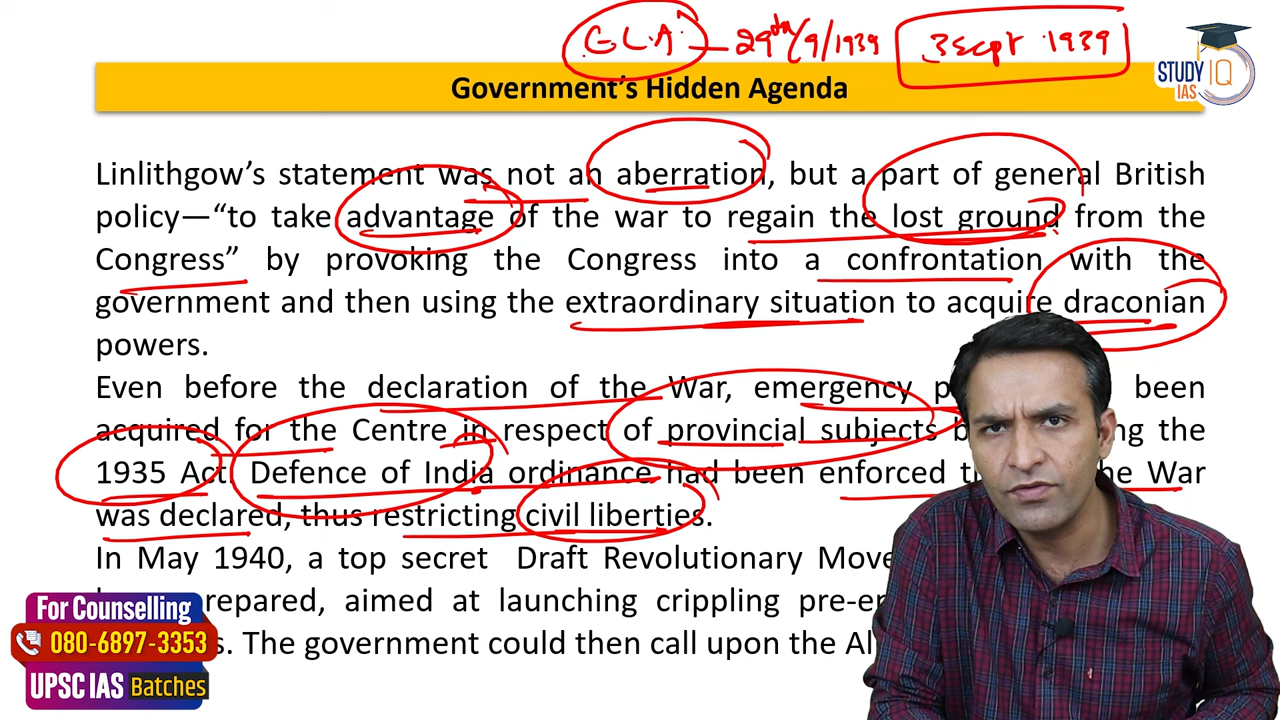 C.L.A. — 29th/9/1939 3 Sept 1939
STUDY IQ
IAS
Government's Hidden Agenda
Linlithgow's statement was not an aberration, but a part of general British
policy—"to take advantage of the war to regain the lost ground from the
Congress" by provoking the Congress into a confrontation with the
government and then using the extraordinary situation to acquire draconian
powers.
Even before the declaration of the War, emergency been
acquired for the Centre in respect of provincial subjects the
1935 Act. Defence of India ordinance had been enforced the War
was declared, thus restricting civil liberties.
In May 1940, a top secret Draft Revolutionary
aimed at launching crippling
The government could then call upon the
For Counselling
080-6897-3353
UPSC IAS Batches